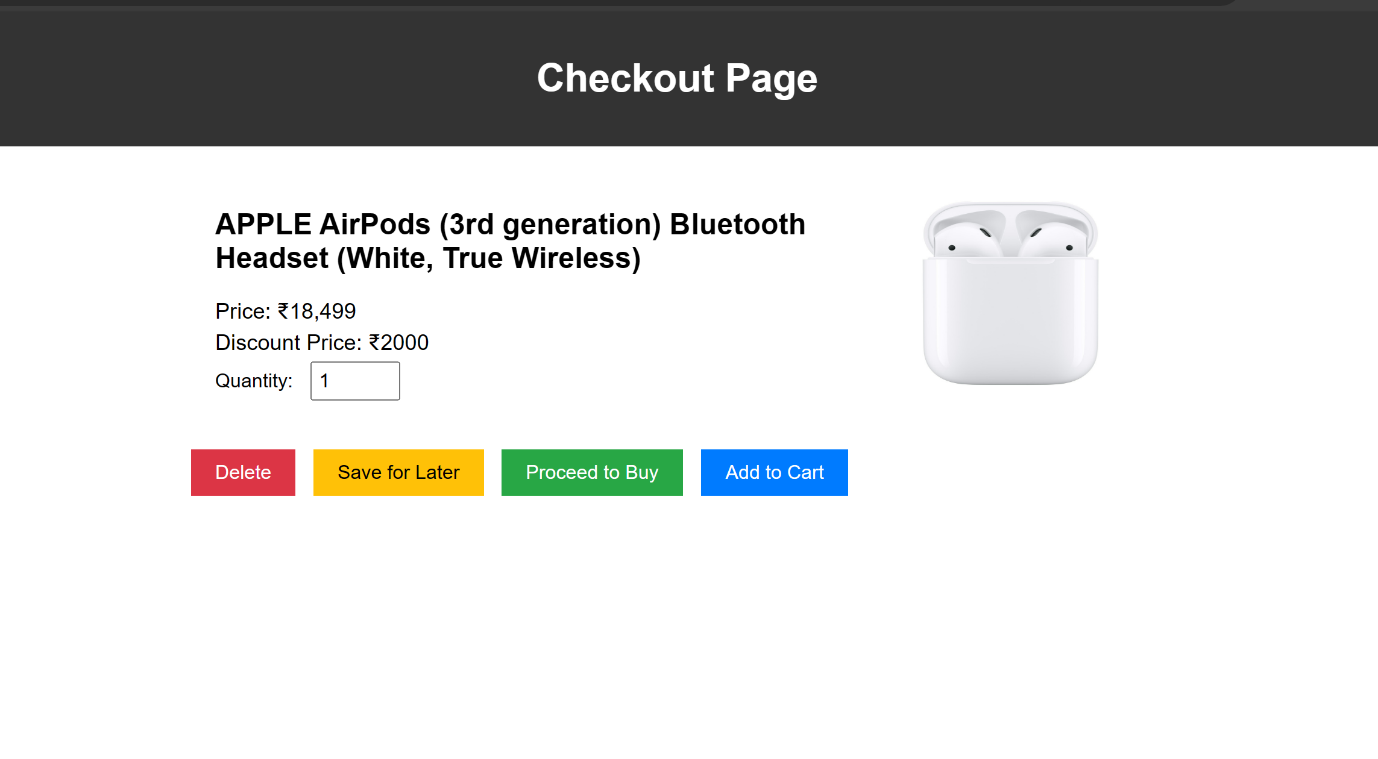 Checkout Page
APPLE AirPods (3rd generation) Bluetooth
Headset (White, True Wireless)
Price: ₹18,499
Discount Price: ₹2000
Quantity: 1
Delete Save for Later Proceed to Buy Add to Cart